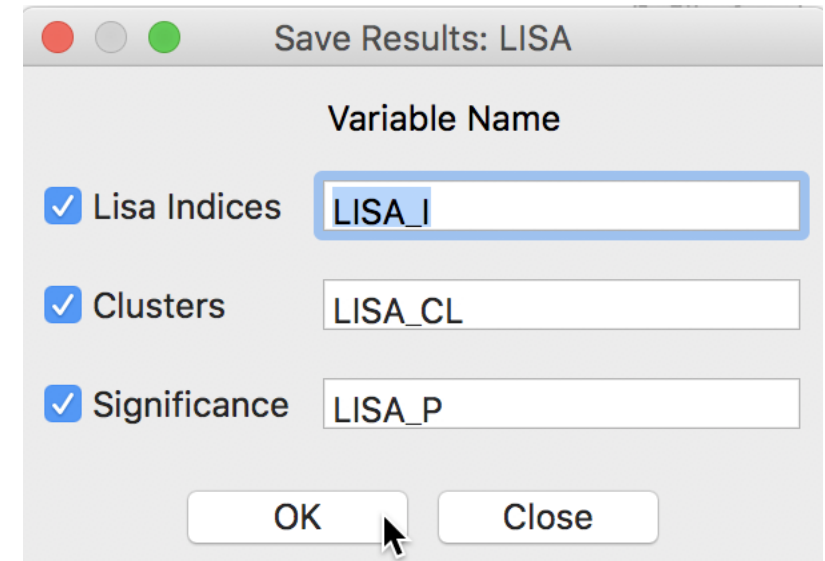 Save Results: LISA
Variable Name
Lisa Indices LISA_I
Clusters LISA_CL
Significance LISA_P
OK Close